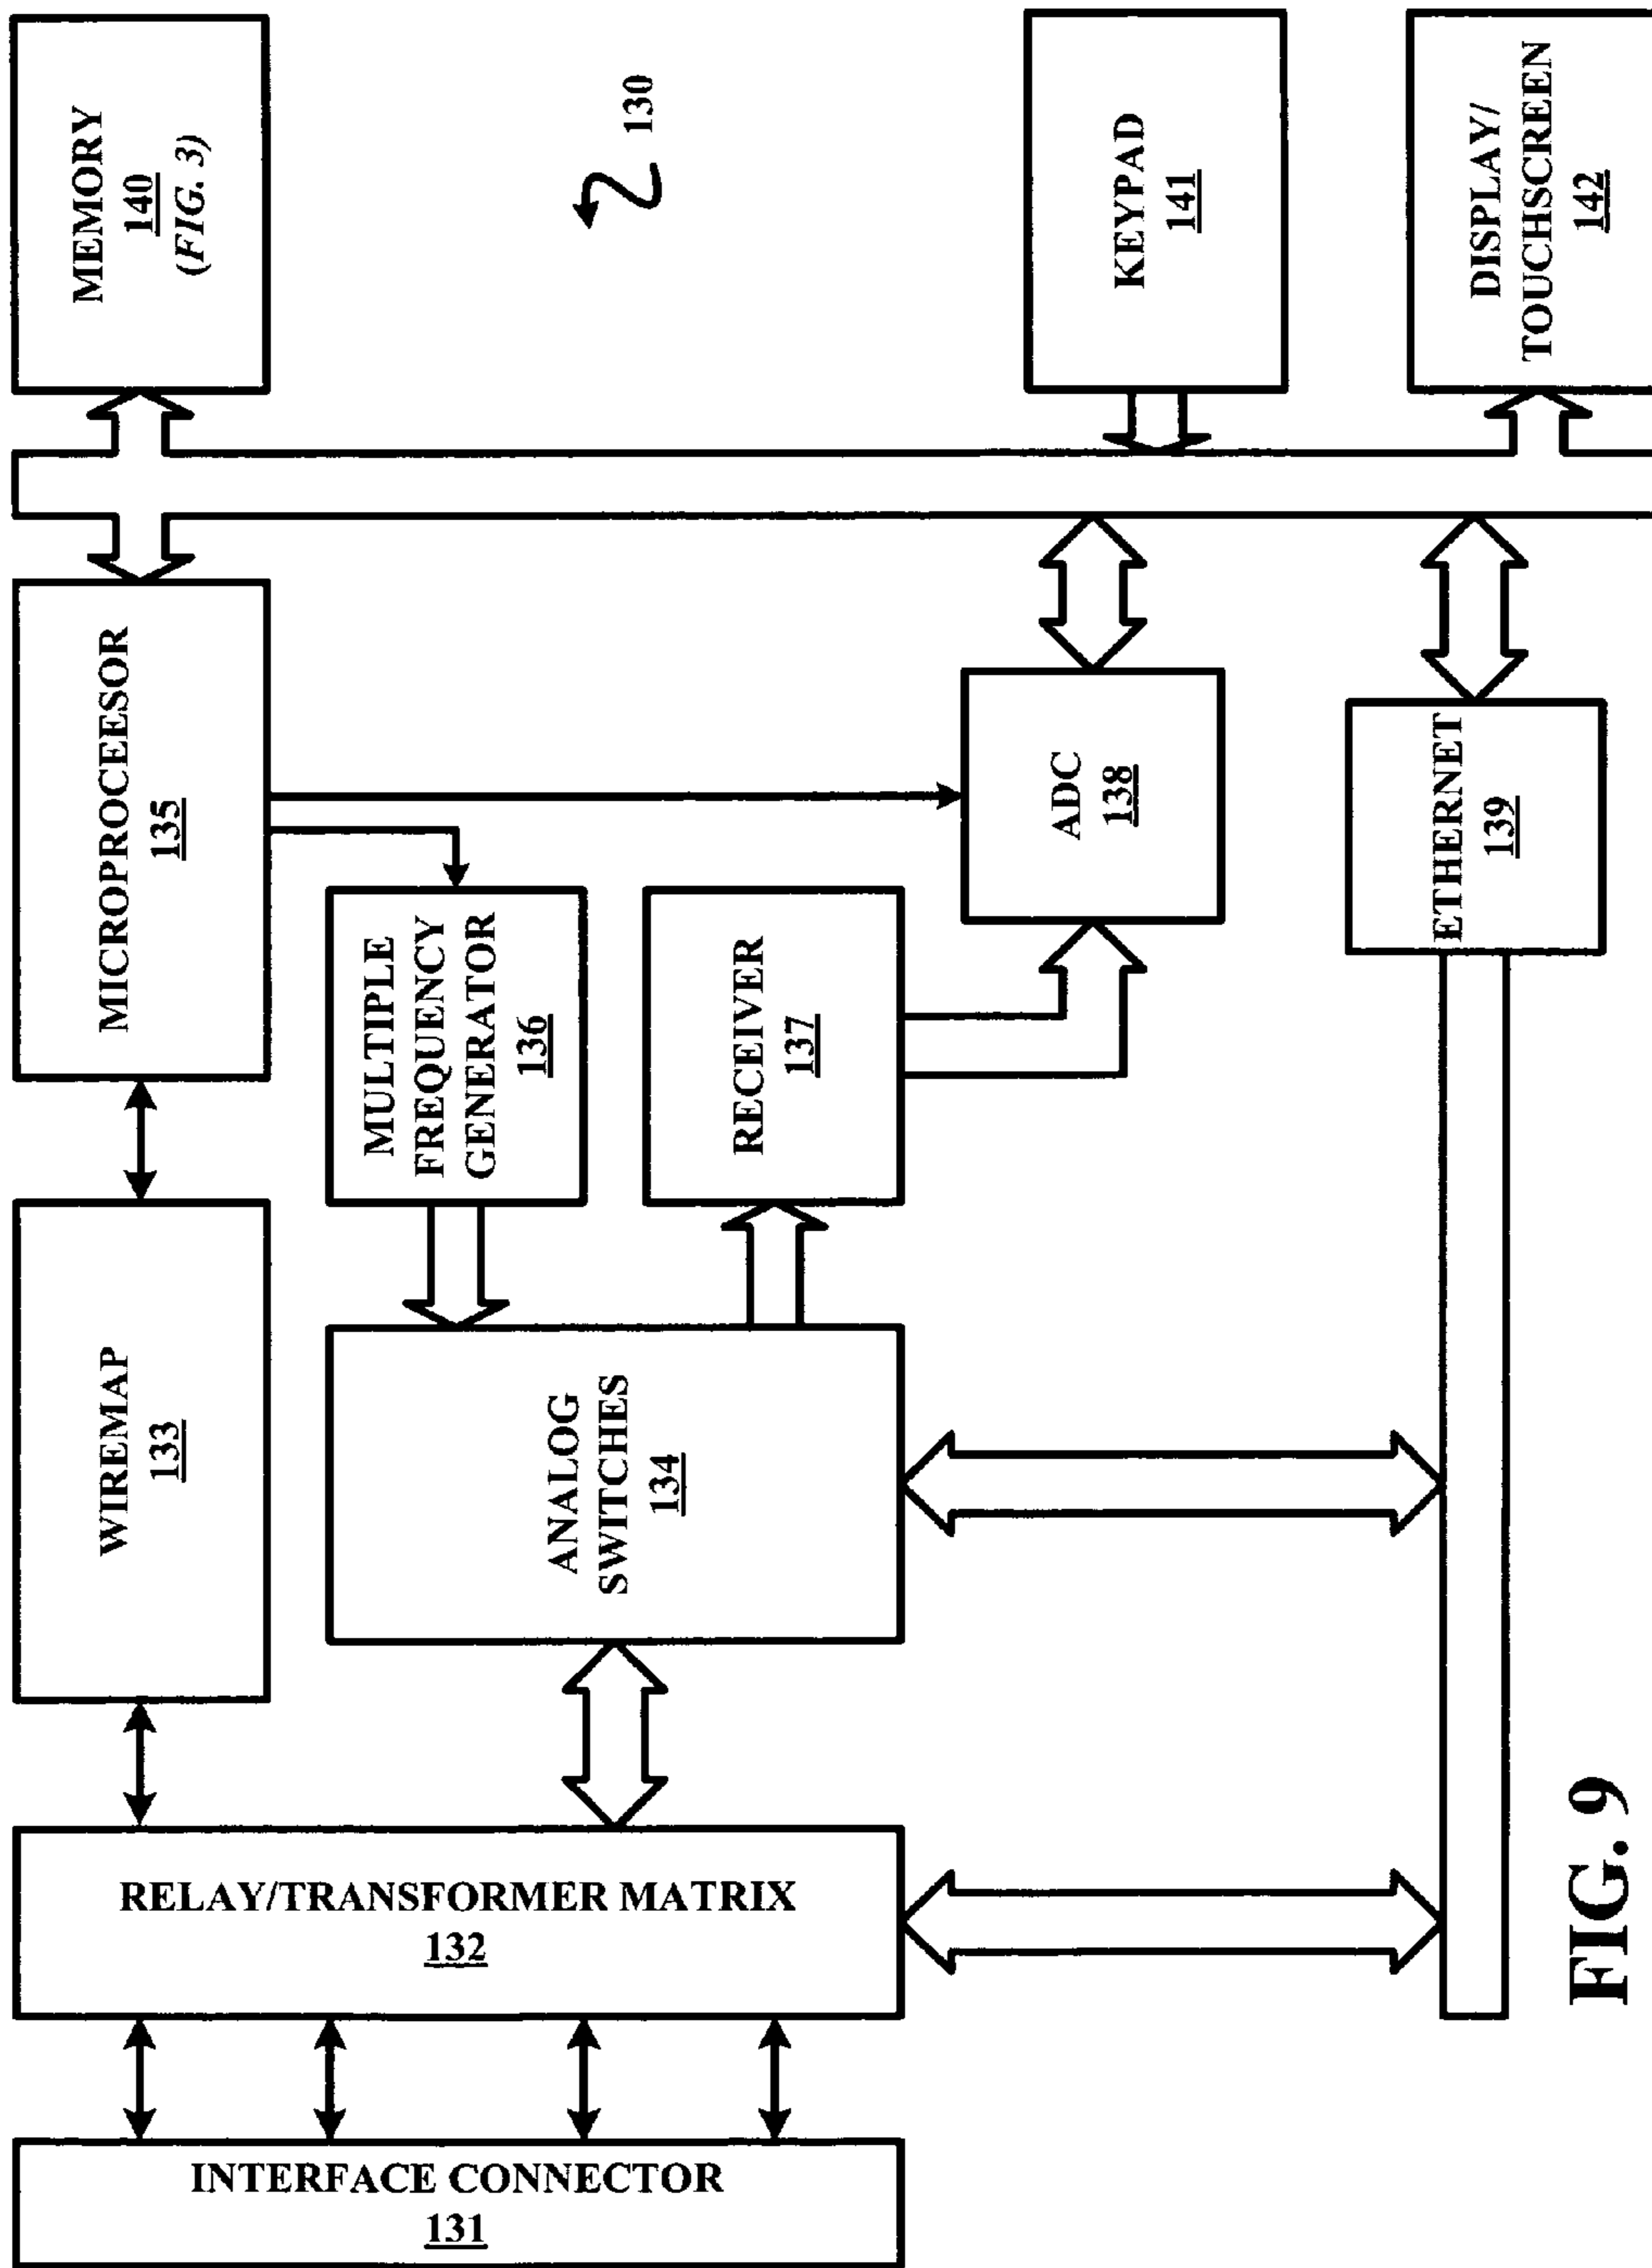 INTERFACE CONNECTOR
131
RELAY/TRANSFORMER MATRIX
132
WIREMAP
133
ANALOG
SWITCHES
134
MICROPROCEESOR
135
MULTIPLE
FREQUENCY
GENERATOR
136
RECEIVER
137
ADC
138
ETHERNET
139
MEMORY
140
(FIG. 3)
130
KEYPAD
141
DISPLAY/
TOUCHSCREEN
142
FIG. 9